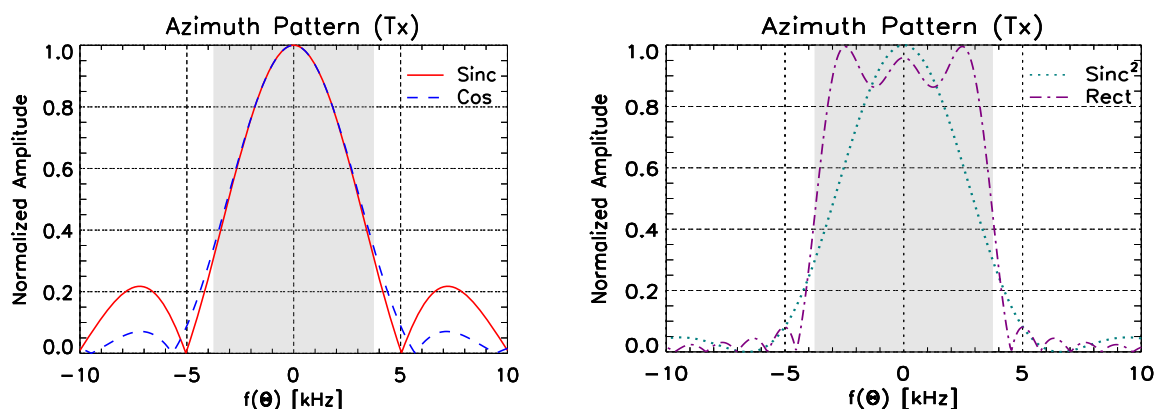 Azimuth Pattern (Tx)
Normalized Amplitude
1.0
0.8
0.6
0.4
0.2
0.0
Sinc
Cos
−10
−5
0
5
10
f(Θ) [kHz]
Azimuth Pattern (Tx)
Normalized Amplitude
1.0
0.8
0.6
0.4
0.2
0.0
Sinc²
Rect
−10
−5
0
5
10
f(Θ) [kHz]